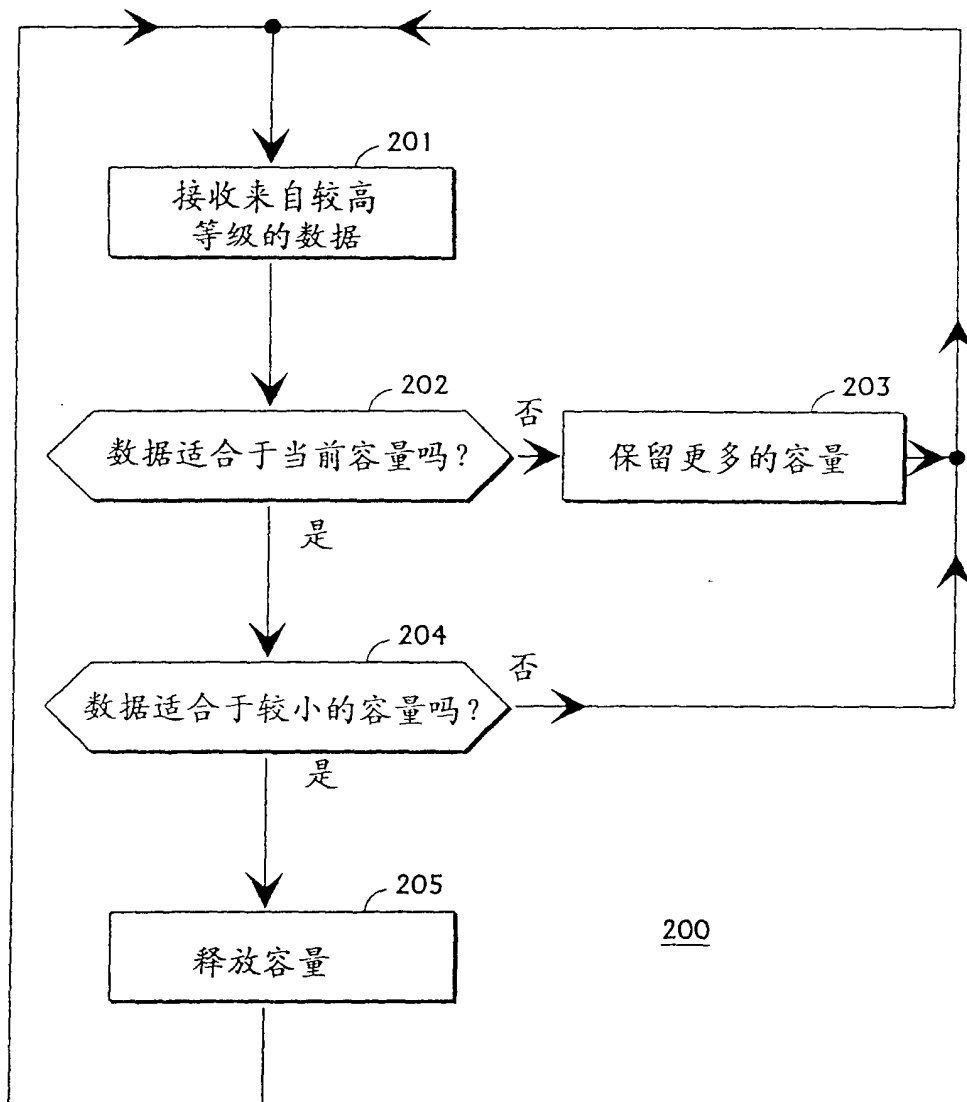 201
接收来自较高
等级的数据
202
数据适合于当前容量吗?
否
203
保留更多的容量
是
204
数据适合于较小的容量吗?
否
是
205
释放容量
200